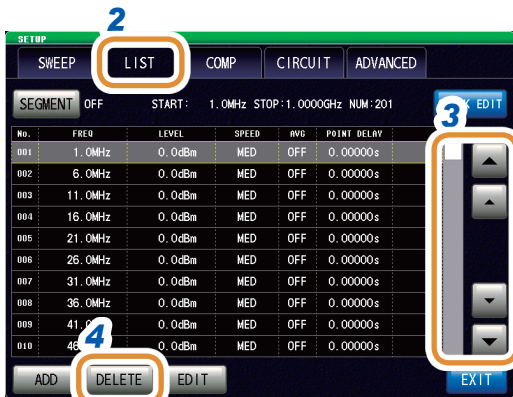 2
SETUP
SWEEP LIST COMP CIRCUIT ADVANCED
SEGMENT OFF START: 1.0MHz STOP:1.0000GHz NUM:201 EDIT
3
No. FREQ LEVEL SPEED AVG POINT DELAY
001 1.0MHz 0.0dBm MED OFF 0.00000s
002 6.0MHz 0.0dBm MED OFF 0.00000s
003 11.0MHz 0.0dBm MED OFF 0.00000s
004 16.0MHz 0.0dBm MED OFF 0.00000s
005 21.0MHz 0.0dBm MED OFF 0.00000s
006 26.0MHz 0.0dBm MED OFF 0.00000s
007 31.0MHz 0.0dBm MED OFF 0.00000s
008 36.0MHz 0.0dBm MED OFF 0.00000s
009 41. 0.0dBm MED OFF 0.00000s
010 46 0.0dBm MED OFF 0.00000s
4
ADD DELETE EDIT EXIT